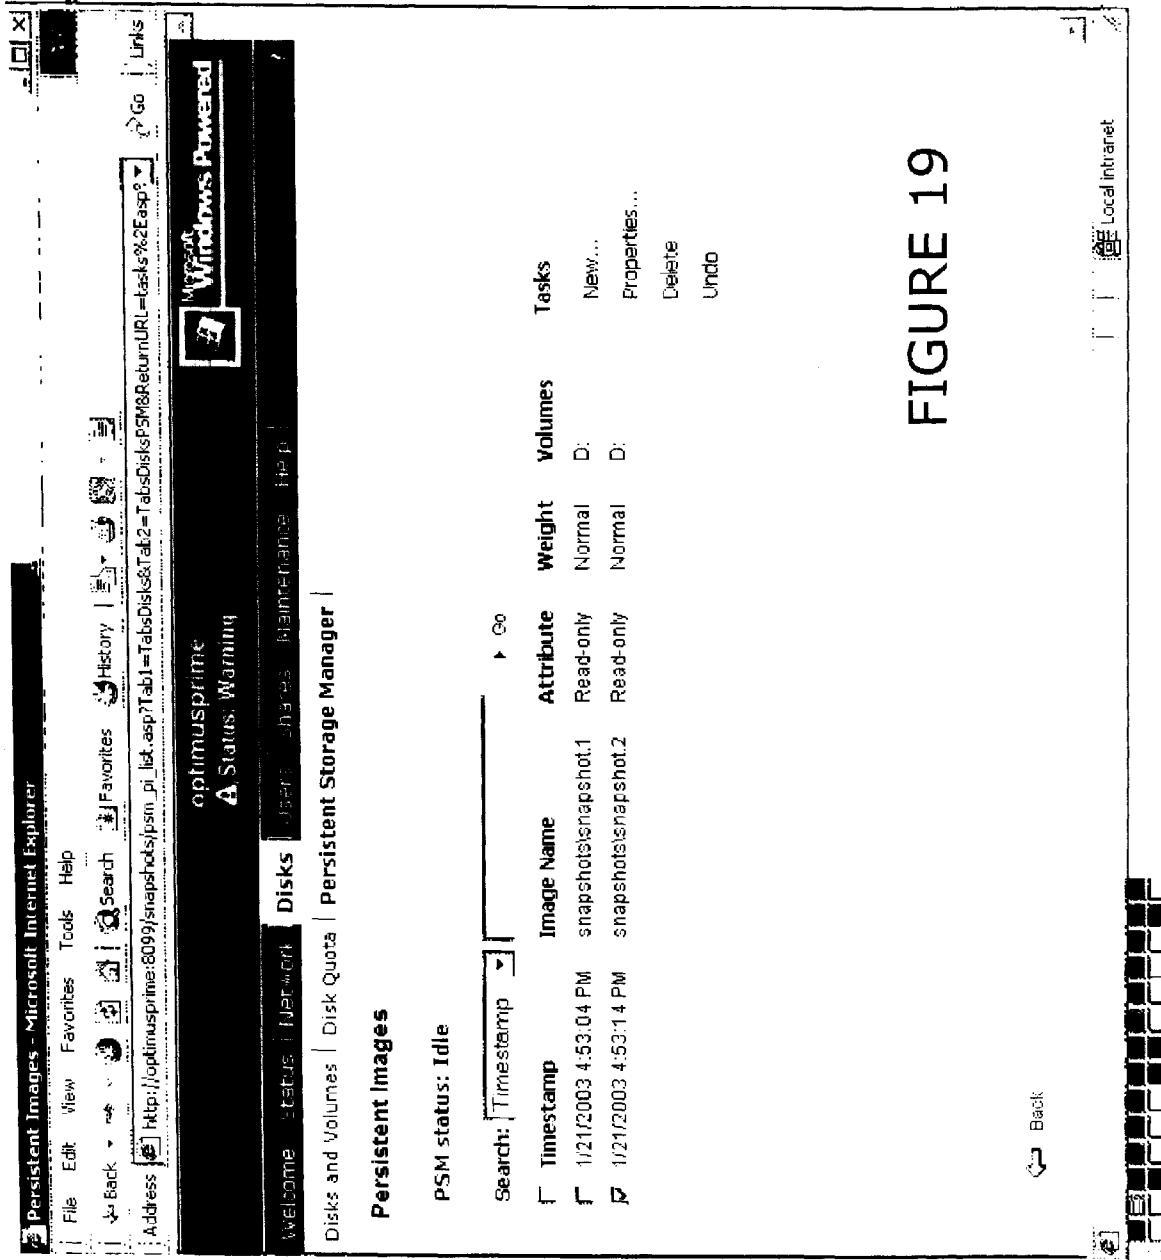 Persistent Images - Microsoft Internet Explorer
File Edit View Favorites Tools Help
Back Search Favorites History
Address http://optimusprime:8099/snapshots/psm_pi_list.asp?Tab1=TabsDisks&Tab2=TabsDisksPSM&ReturnURL=tasks%2Easp? Go Links
optimusprime
Status: Warning
Microsoft
Windows Powered
Welcome Status Network Disks Users Shares Maintenance Help ?
Disks and Volumes | Disk Quota | Persistent Storage Manager |
Persistent Images
PSM status: Idle
Search: Timestamp Go
Timestamp Image Name Attribute Weight Volumes Tasks
1/21/2003 4:53:04 PM snapshots\snapshot.1 Read-only Normal D: New...
1/21/2003 4:53:14 PM snapshots\snapshot.2 Read-only Normal D: Properties...
Delete
Undo
FIGURE 19
Back
Local intranet